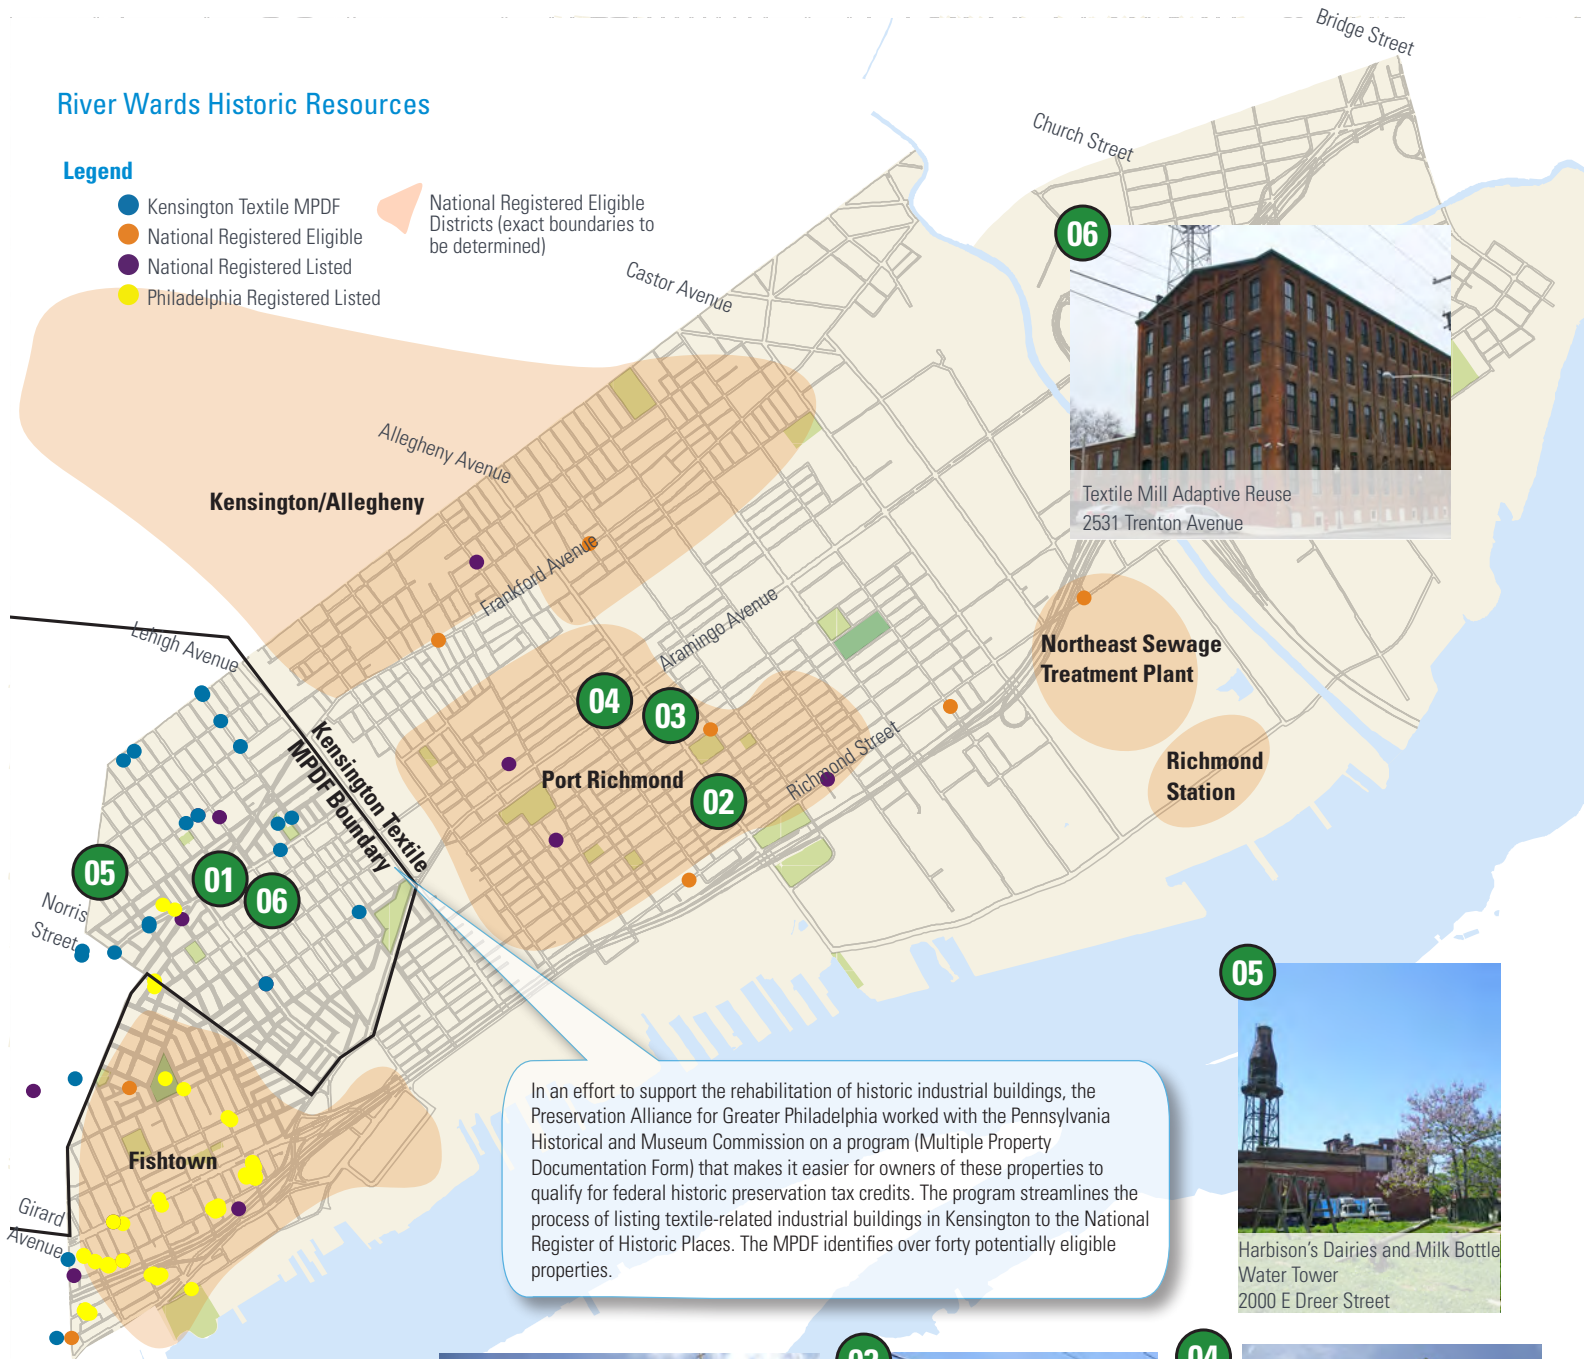 Bridge Street
River Wards Historic Resources
Church Street
Legend
Kensington Textile MPDF
National Registered Eligible
National Registered Listed
Philadelphia Registered Listed
National Registered Eligible
Districts (exact boundaries to
be determined)
06
Castor Avenue
Allegheny Avenue
Kensington/Allegheny
Textile Mill Adaptive Reuse
2531 Trenton Avenue
Frankford Avenue
Lehigh Avenue
Aramingo Avenue
Northeast Sewage
Treatment Plant
04
03
Kensington Textile
MPDF Boundary
Port Richmond
02
Richmond Street
Richmond
Station
05
01
06
Norris
Street
05
In an effort to support the rehabilitation of historic industrial buildings, the
Preservation Alliance for Greater Philadelphia worked with the Pennsylvania
Historical and Museum Commission on a program (Multiple Property
Documentation Form) that makes it easier for owners of these properties to
qualify for federal historic preservation tax credits. The program streamlines the
process of listing textile-related industrial buildings in Kensington to the National
Register of Historic Places. The MPDF identifies over forty potentially eligible
properties.
Fishtown
Girard
Avenue
Harbison's Dairies and Milk Bottle
Water Tower
2000 E Dreer Street
04